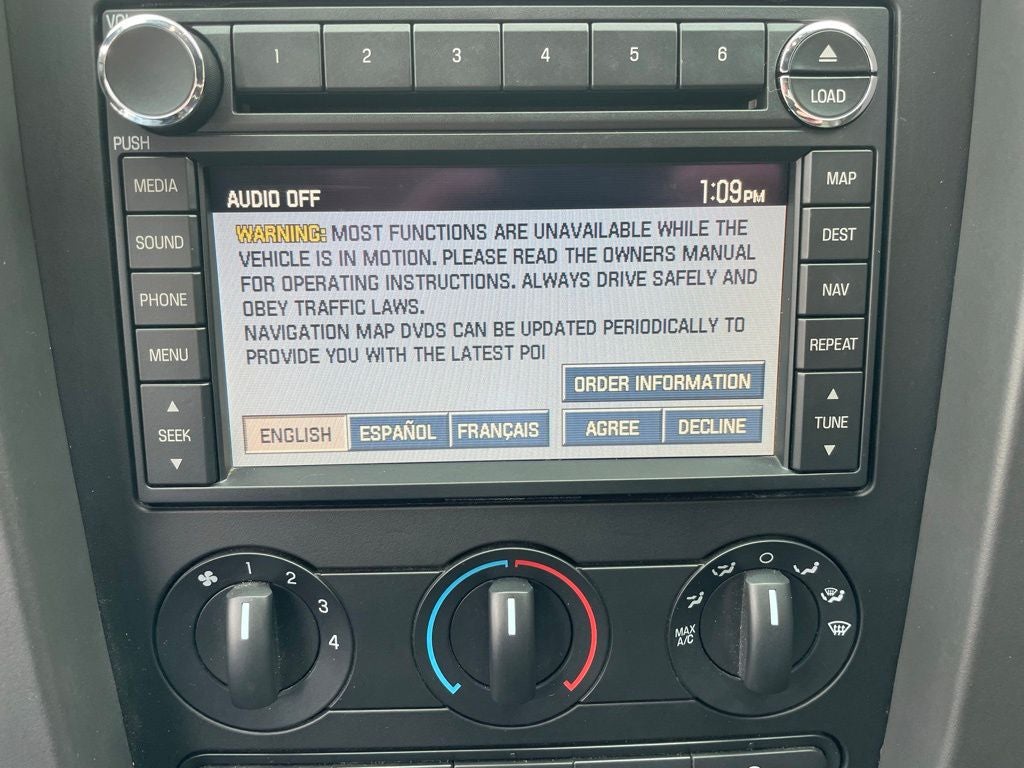 VOL
1 2 3 4 5 6
LOAD
PUSH
MEDIA
SOUND
PHONE
MENU
SEEK
AUDIO OFF 1:09PM
WARNING: MOST FUNCTIONS ARE UNAVAILABLE WHILE THE
VEHICLE IS IN MOTION. PLEASE READ THE OWNERS MANUAL
FOR OPERATING INSTRUCTIONS. ALWAYS DRIVE SAFELY AND
OBEY TRAFFIC LAWS.
NAVIGATION MAP DVDS CAN BE UPDATED PERIODICALLY TO
PROVIDE YOU WITH THE LATEST POI
ORDER INFORMATION
ENGLISH ESPAÑOL FRANÇAIS AGREE DECLINE
MAP
DEST
NAV
REPEAT
TUNE
1 2 3 4
MAX
A/C